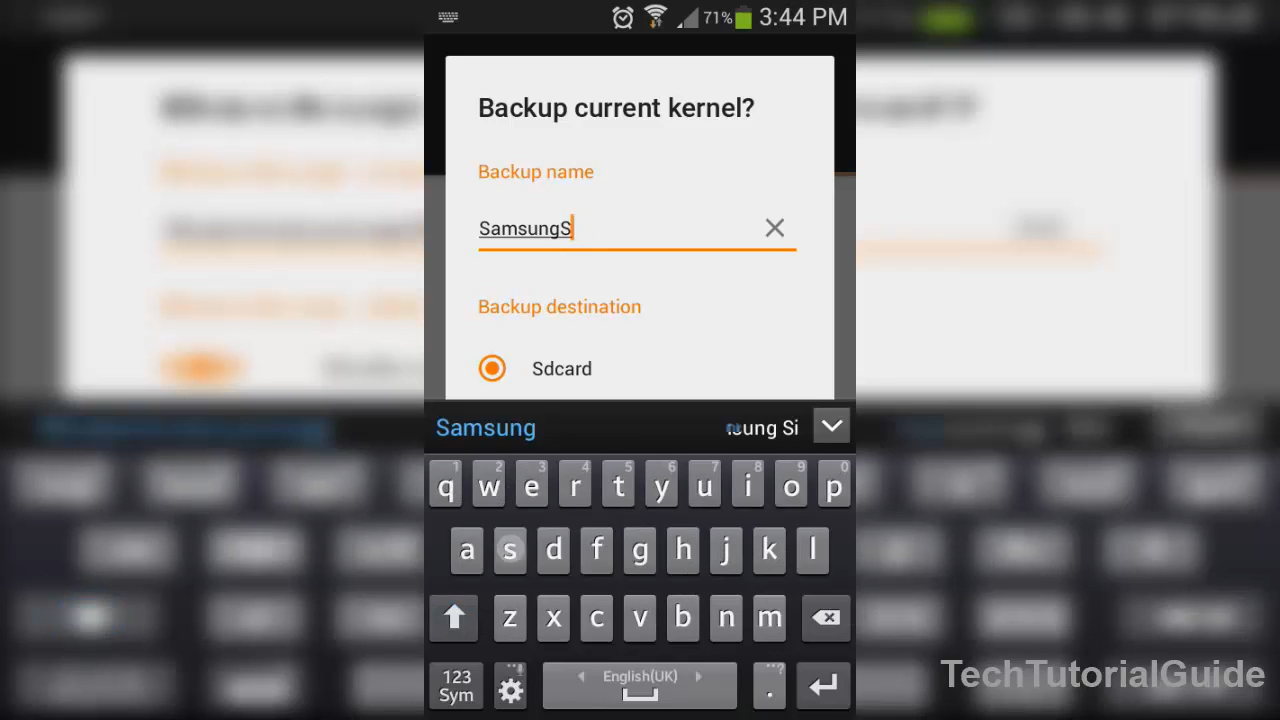 71% 3:44 PM
Backup current kernel?
Backup name
SamsungS
Backup destination
Sdcard
Samsung sung Si
1 2 3 4 5 6 7 8 9 0
q w e r t y u i o p
a s d f g h j k l
z x c v b n m
123
Sym
English(UK)
...?
.
TechTutorialGuide